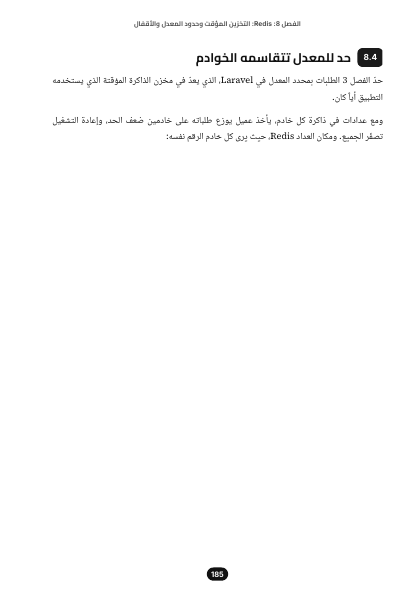 الفصل 8: Redis: التخزين المؤقت وحدود المعدل والأقفال
8.4 حد للمعدل تتقاسمه الخوادم
حدّ الفصل 3 الطلبات بمحدد المعدل في Laravel، الذي يعدّ في مخزن الذاكرة المؤقتة الذي يستخدمه
التطبيق أياً كان.
ومع عدادات في ذاكرة كل خادم، يأخذ عميل يوزع طلباته على خادمين ضعف الحد، وإعادة التشغيل
تصفّر الجميع. ومكان العداد Redis، حيث يرى كل خادم الرقم نفسه:
185